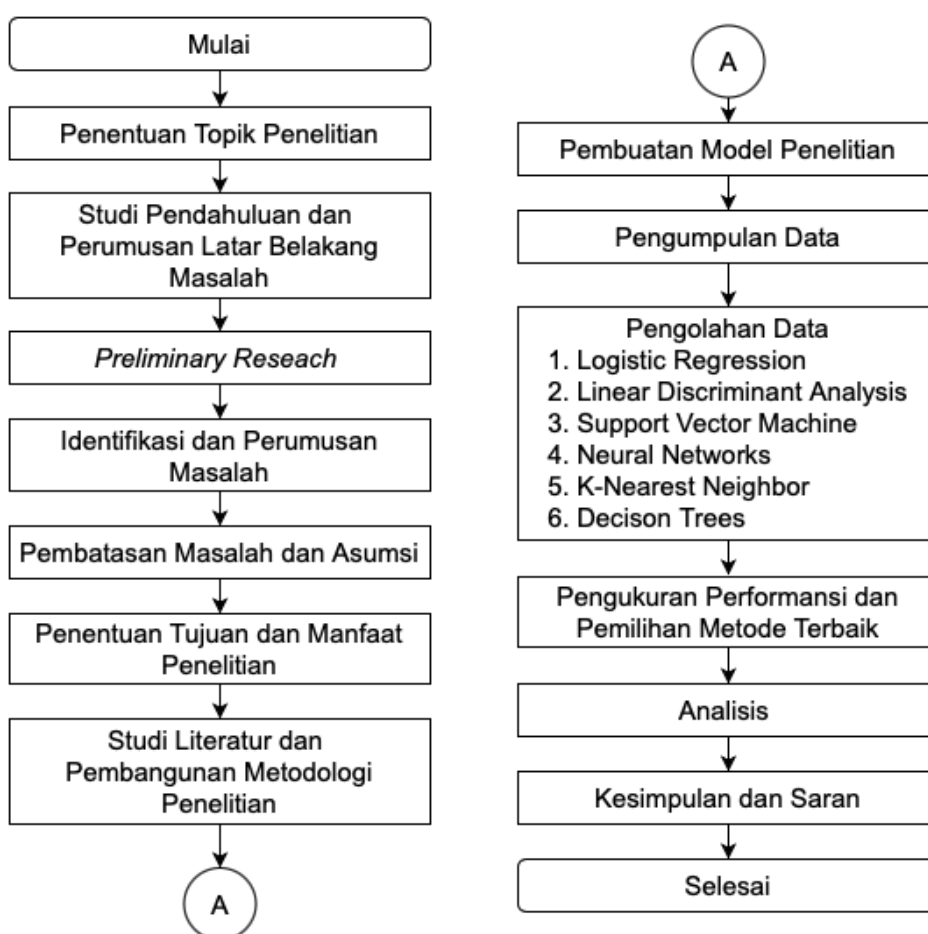 Mulai
Penentuan Topik Penelitian
Studi Pendahuluan dan
Perumusan Latar Belakang
Masalah
Preliminary Reseach
Identifikasi dan Perumusan
Masalah
Pembatasan Masalah dan Asumsi
Penentuan Tujuan dan Manfaat
Penelitian
Studi Literatur dan
Pembangunan Metodologi
Penelitian
A
A
Pembuatan Model Penelitian
Pengumpulan Data
Pengolahan Data
1. Logistic Regression
2. Linear Discriminant Analysis
3. Support Vector Machine
4. Neural Networks
5. K-Nearest Neighbor
6. Decison Trees
Pengukuran Performansi dan
Pemilihan Metode Terbaik
Analisis
Kesimpulan dan Saran
Selesai